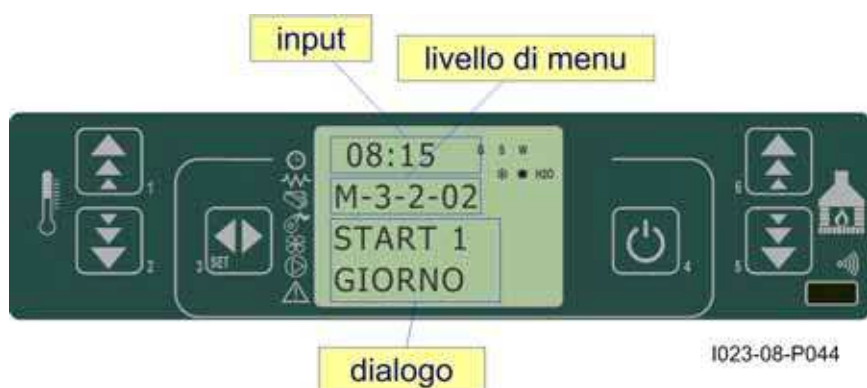 input
livello di menu
08:15
G S W
H2O
M-3-2-02
START 1
GIORNO
1
2
3
SET
4
6
5
dialogo
I023-08-P044